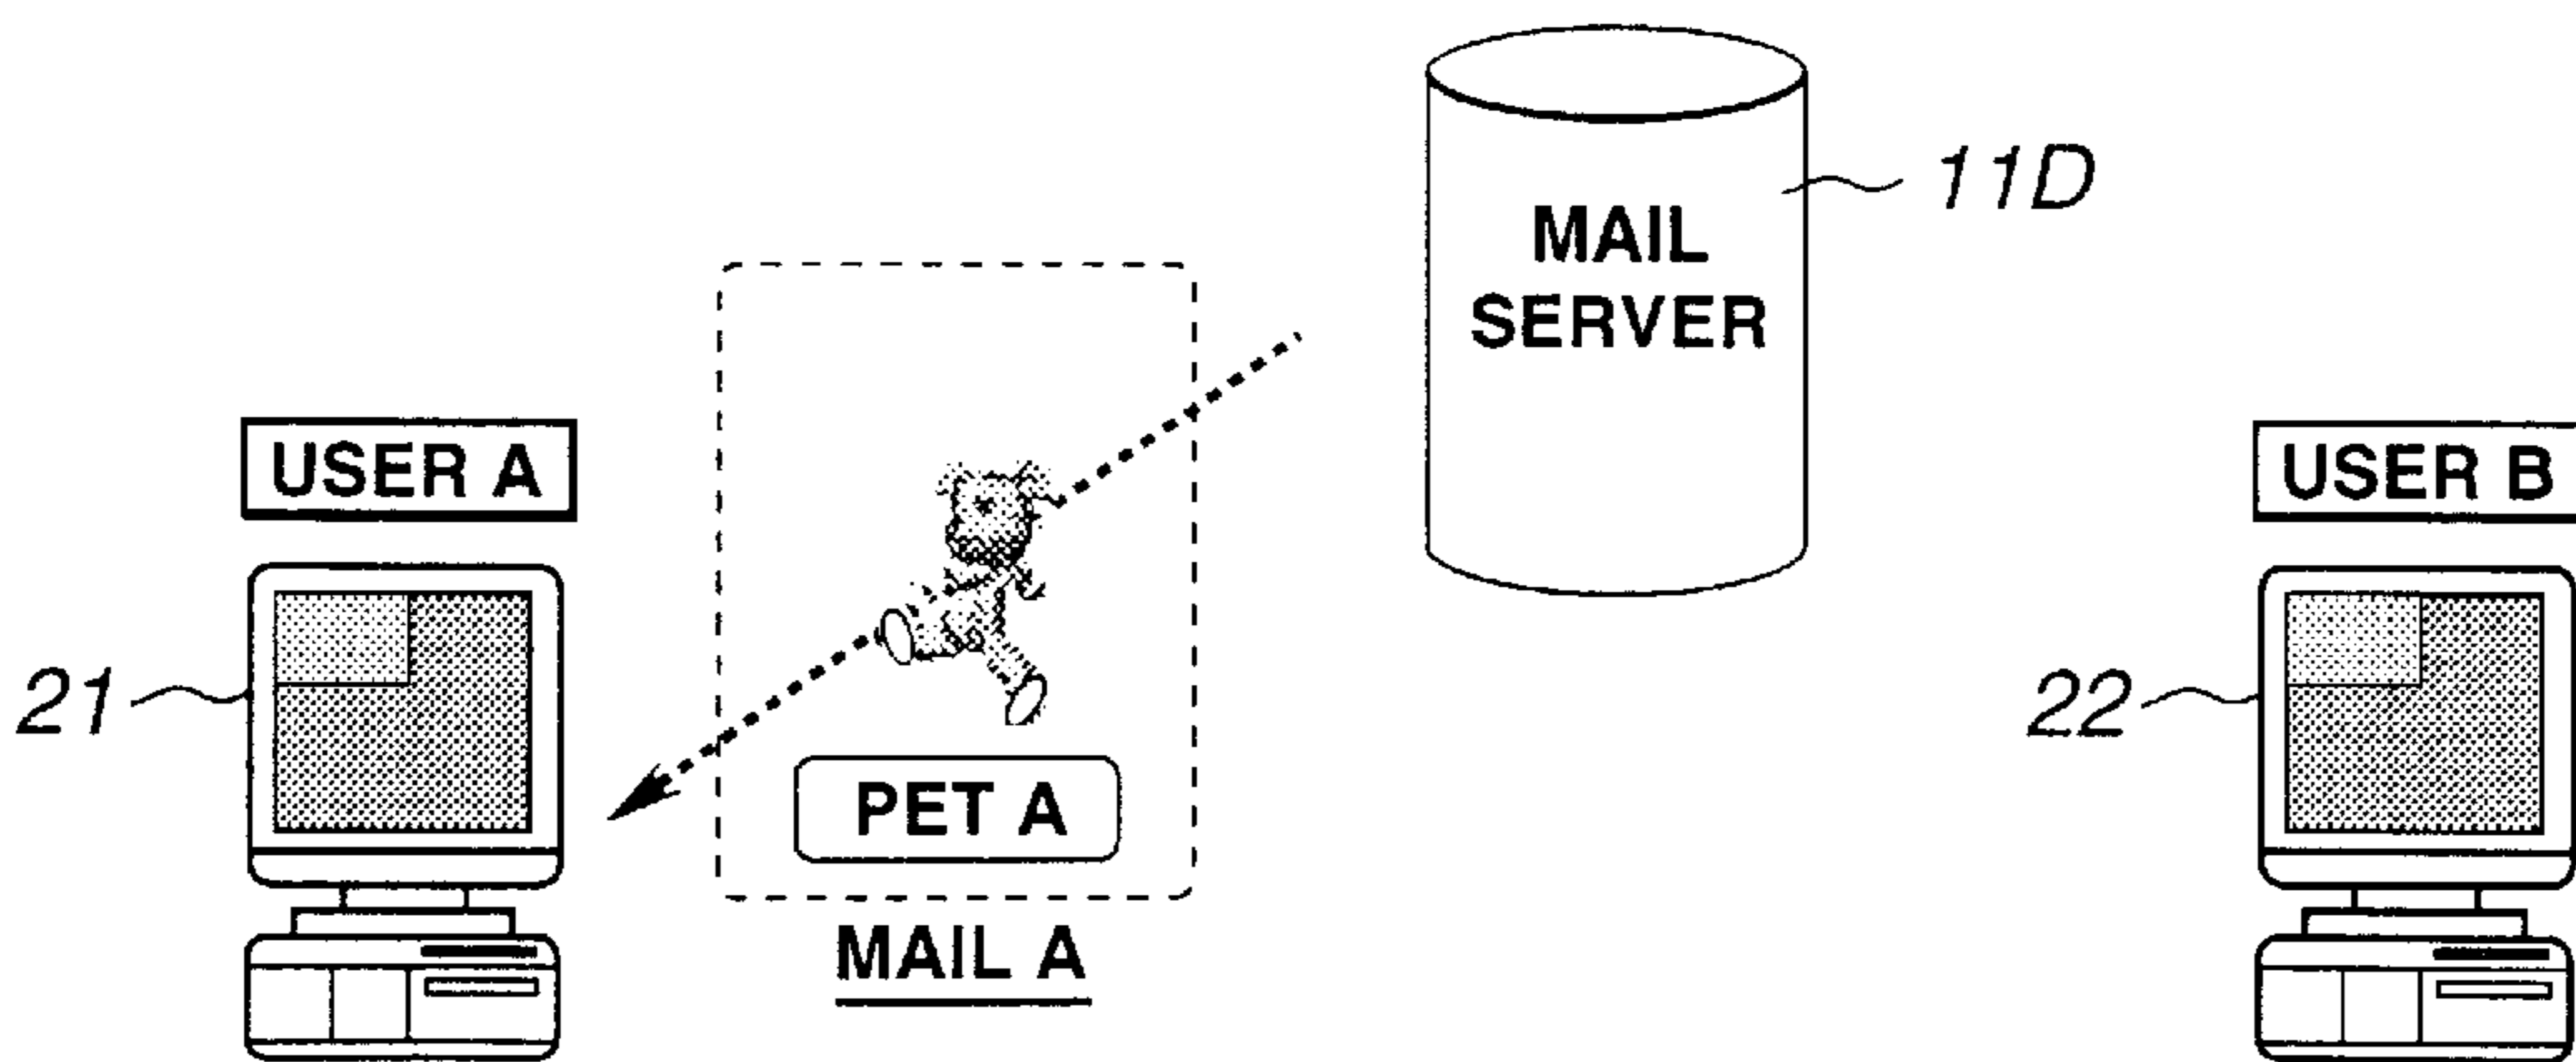 MAIL
SERVER
11D
USER A
USER B
21
22
PET A
MAIL A